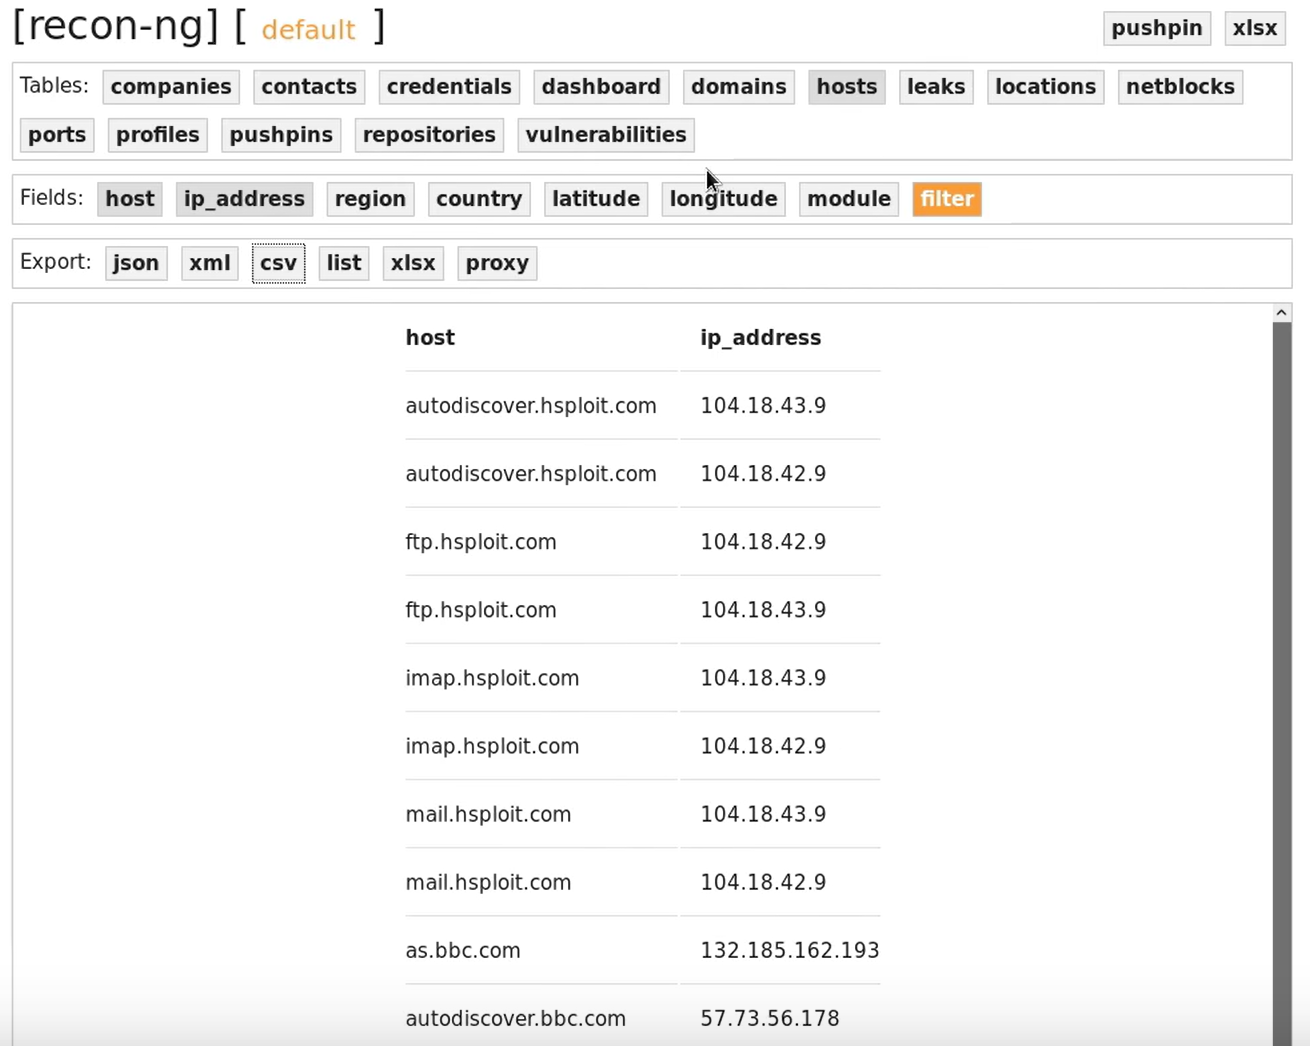 [recon-ng] [ default ] pushpin xlsx
Tables: companies contacts credentials dashboard domains hosts leaks locations netblocks
ports profiles pushpins repositories vulnerabilities
Fields: host ip_address region country latitude longitude module filter
Export: json xml csv list xlsx proxy
host ip_address
autodiscover.hsploit.com 104.18.43.9
autodiscover.hsploit.com 104.18.42.9
ftp.hsploit.com 104.18.42.9
ftp.hsploit.com 104.18.43.9
imap.hsploit.com 104.18.43.9
imap.hsploit.com 104.18.42.9
mail.hsploit.com 104.18.43.9
mail.hsploit.com 104.18.42.9
as.bbc.com 132.185.162.193
autodiscover.bbc.com 57.73.56.178